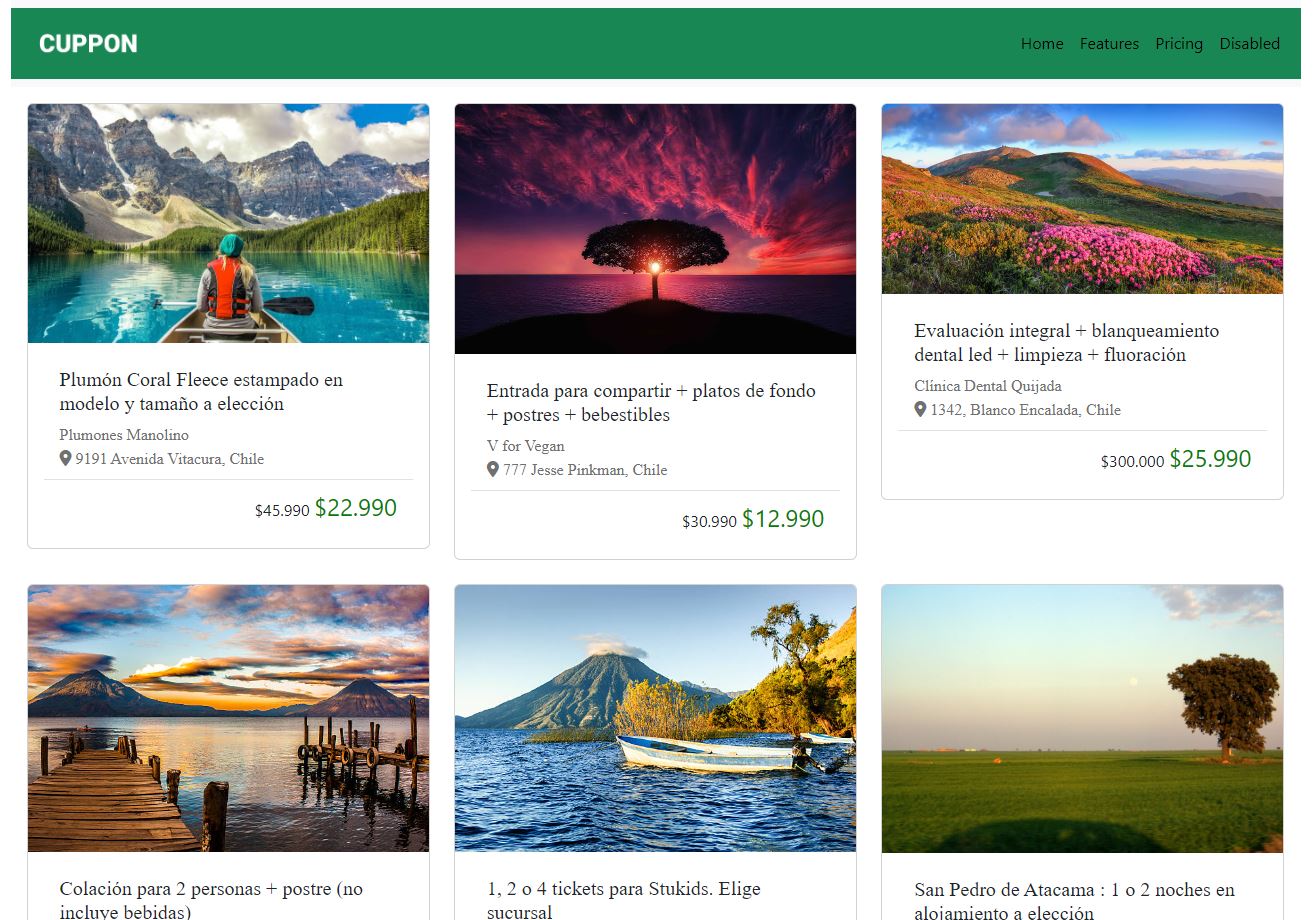 CUPPON
Home Features Pricing Disabled
Plumón Coral Fleece estampado en
modelo y tamaño a elección
Plumones Manolino
9191 Avenida Vitacura, Chile
$45.990 $22.990
Entrada para compartir + platos de fondo
+ postres + bebestibles
V for Vegan
777 Jesse Pinkman, Chile
$30.990 $12.990
Evaluación integral + blanqueamiento
dental led + limpieza + fluoración
Clínica Dental Quijada
1342, Blanco Encalada, Chile
$300.000 $25.990
Colación para 2 personas + postre (no
incluye bebidas)
1, 2 o 4 tickets para Stukids. Elige
sucursal
San Pedro de Atacama : 1 o 2 noches en
alojamiento a elección